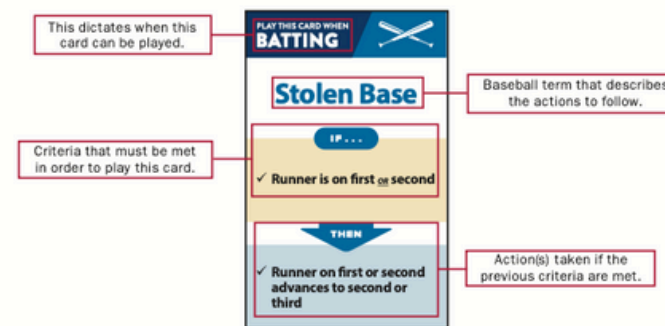 This dictates when this
card can be played.
PLAY THIS CARD WHEN
BATTING
Stolen Base
Baseball term that describes
the actions to follow.
IF...
Criteria that must be met
in order to play this card.
✓ Runner is on first OR second
THEN
✓ Runner on first or second
advances to second or
third
Action(s) taken if the
previous criteria are met.